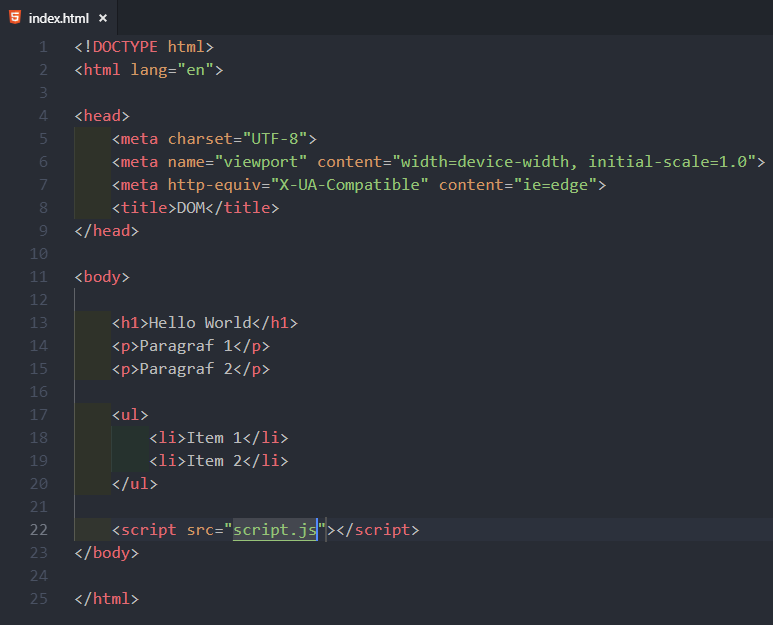 index.html ×
1 <!DOCTYPE html>
2 <html lang="en">
3
4 <head>
5     <meta charset="UTF-8">
6     <meta name="viewport" content="width=device-width, initial-scale=1.0">
7     <meta http-equiv="X-UA-Compatible" content="ie=edge">
8     <title>DOM</title>
9 </head>
10
11 <body>
12
13     <h1>Hello World</h1>
14     <p>Paragraf 1</p>
15     <p>Paragraf 2</p>
16
17     <ul>
18         <li>Item 1</li>
19         <li>Item 2</li>
20     </ul>
21
22     <script src="script.js"></script>
23 </body>
24
25 </html>